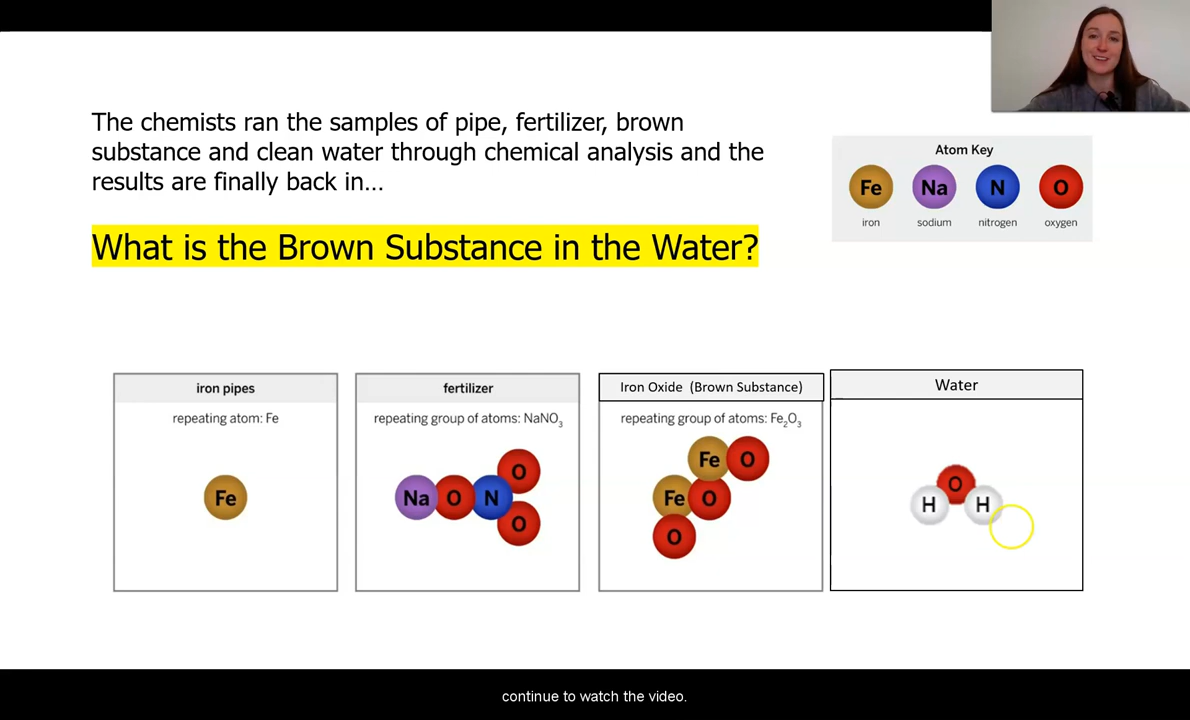 The chemists ran the samples of pipe, fertilizer, brown
substance and clean water through chemical analysis and the
results are finally back in...
What is the Brown Substance in the Water?
Atom Key
Fe Na N O
iron sodium nitrogen oxygen
iron pipes
repeating atom: Fe
Fe
fertilizer
repeating group of atoms: NaNO₃
O
Na O N
O
Iron Oxide (Brown Substance)
repeating group of atoms: Fe₂O₃
Fe O
Fe O
O
Water
O
H H
continue to watch the video.